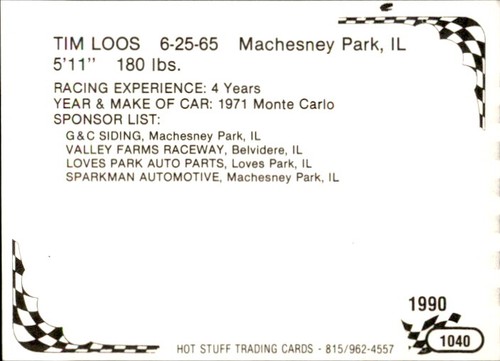 TIM LOOS 6-25-65 Machesney Park, IL
5'11" 180 lbs.
RACING EXPERIENCE: 4 Years
YEAR & MAKE OF CAR: 1971 Monte Carlo
SPONSOR LIST:
G&C SIDING, Machesney Park, IL
VALLEY FARMS RACEWAY, Belvidere, IL
LOVES PARK AUTO PARTS, Loves Park, IL
SPARKMAN AUTOMOTIVE, Machesney Park, IL
1990
1040
HOT STUFF TRADING CARDS - 815/962-4557